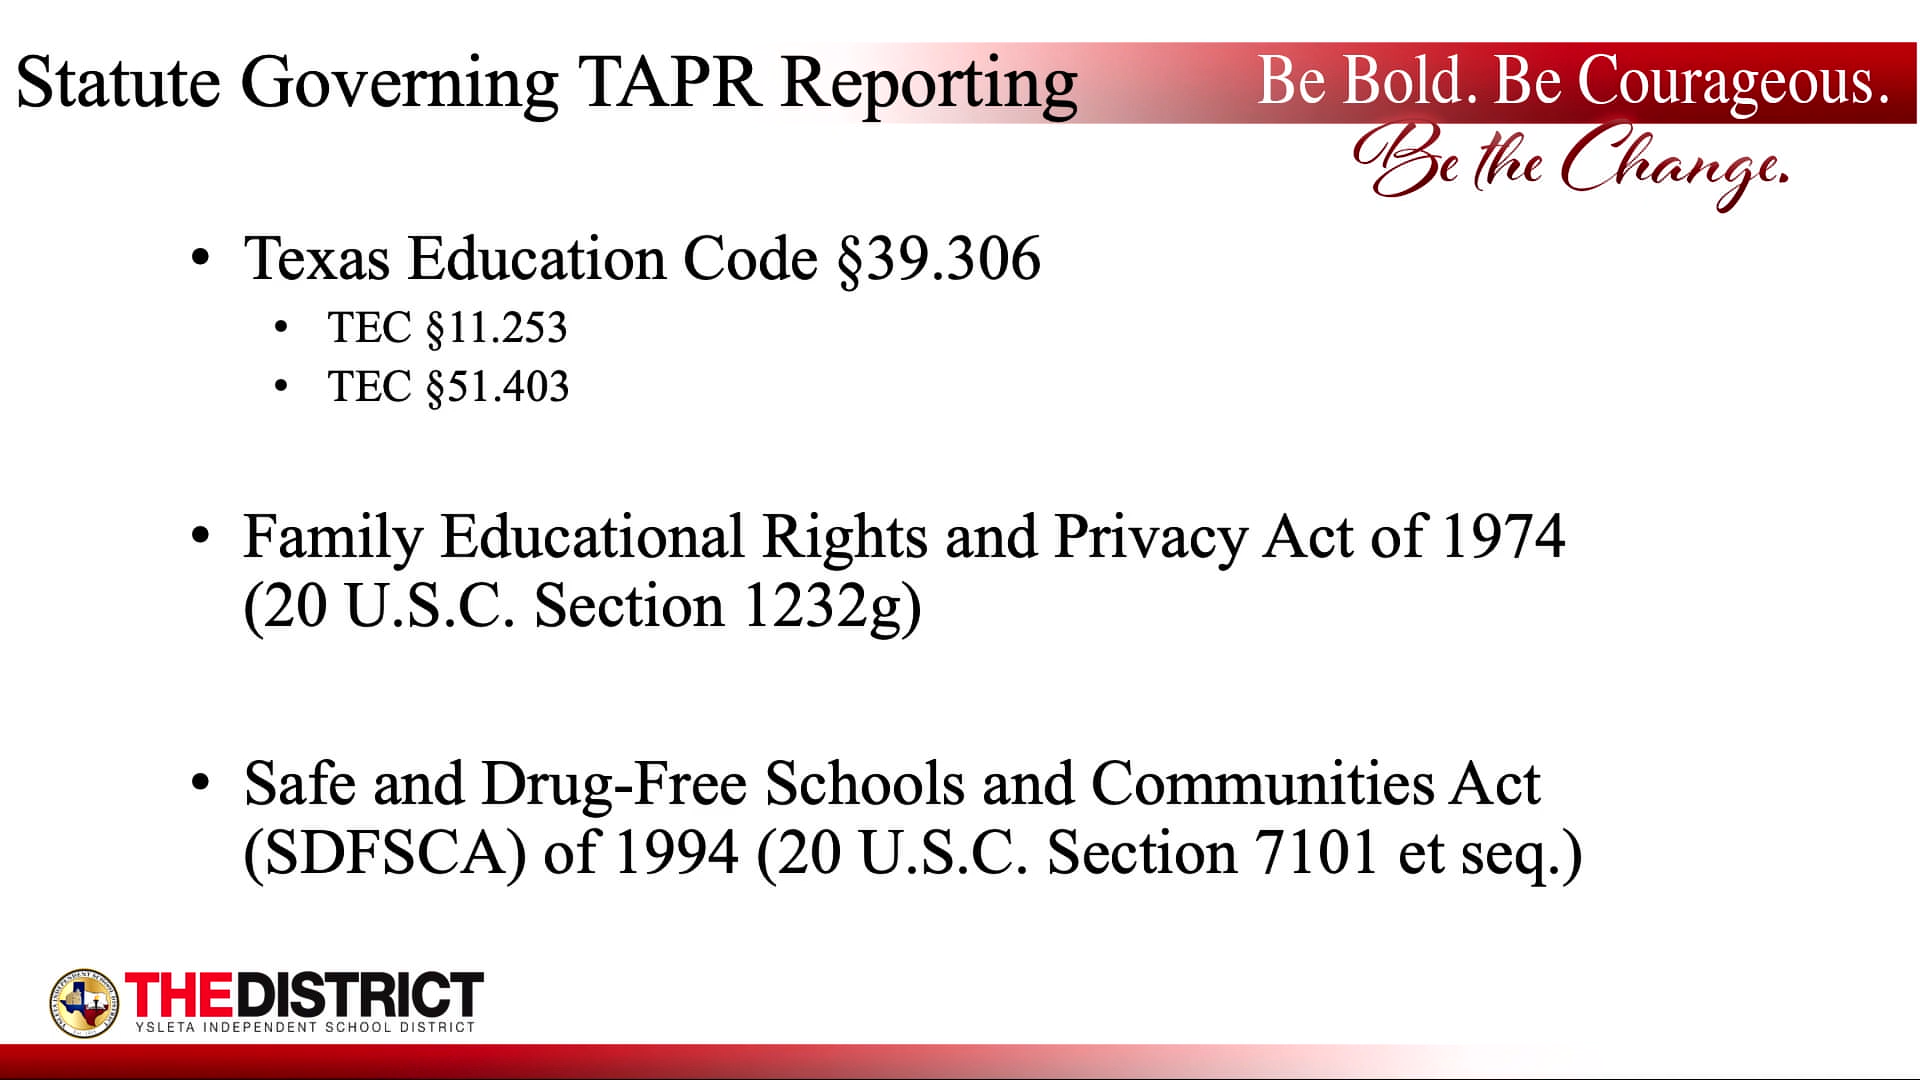 Statute Governing TAPR Reporting
Be Bold. Be Courageous.
Be the Change.
• Texas Education Code §39.306
• TEC §11.253
• TEC §51.403
• Family Educational Rights and Privacy Act of 1974
(20 U.S.C. Section 1232g)
• Safe and Drug-Free Schools and Communities Act
(SDFSCA) of 1994 (20 U.S.C. Section 7101 et seq.)
THEDISTRICT
YSLETA INDEPENDENT SCHOOL DISTRICT